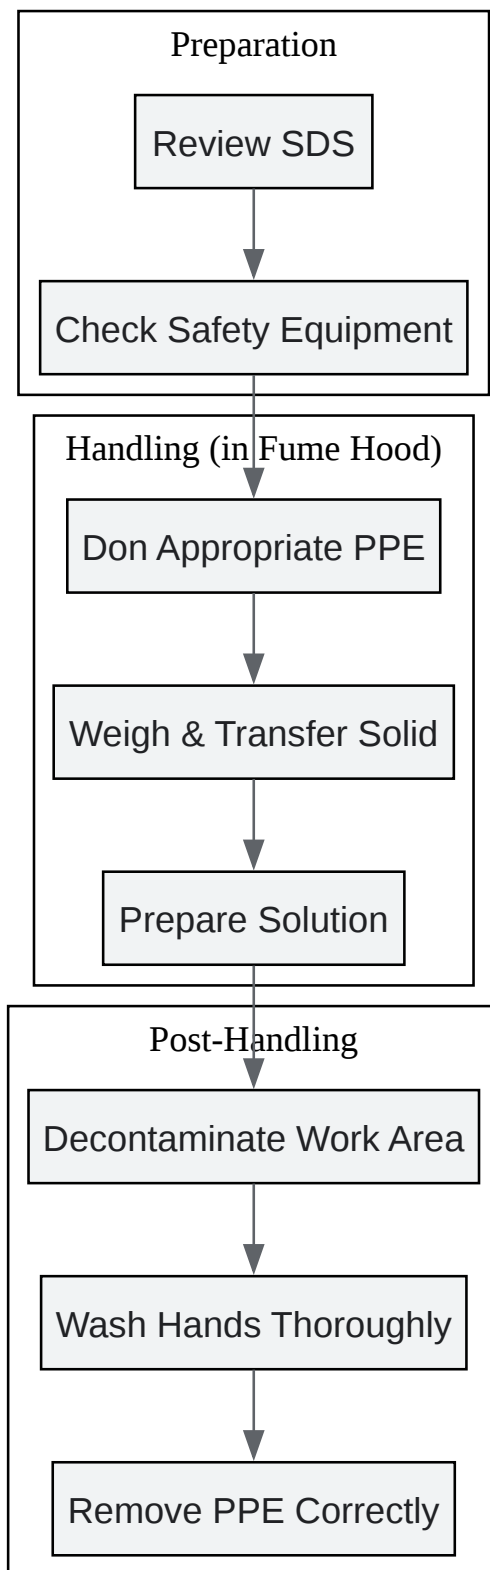 Preparation
Review SDS
Check Safety Equipment
Handling (in Fume Hood)
Don Appropriate PPE
Weigh & Transfer Solid
Prepare Solution
Post-Handling
Decontaminate Work Area
Wash Hands Thoroughly
Remove PPE Correctly